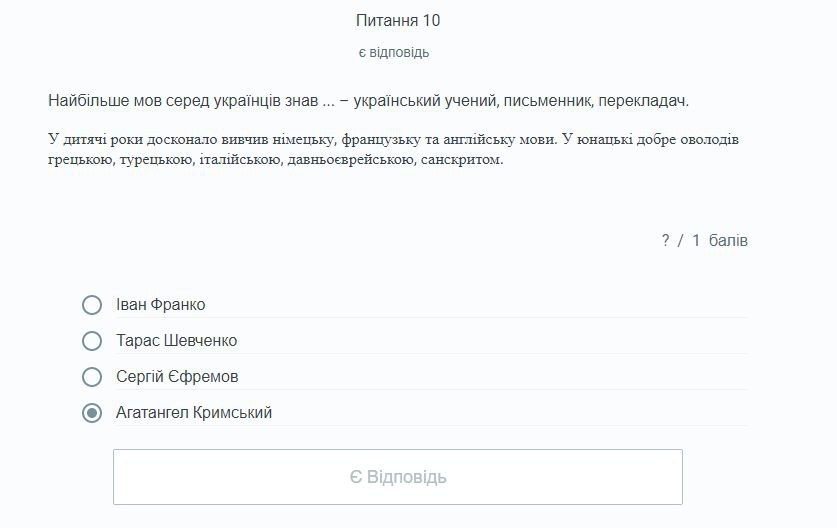 Питання 10
є відповідь
Найбільше мов серед українців знав ... – український учений, письменник, перекладач.
У дитячі роки досконало вивчив німецьку, французьку та англійську мови. У юнацькі добре оволодів
грецькою, турецькою, італійською, давньоєврейською, санскритом.
? / 1 балів
Іван Франко
Тарас Шевченко
Сергій Єфремов
Агатангел Кримський
Є Відповідь